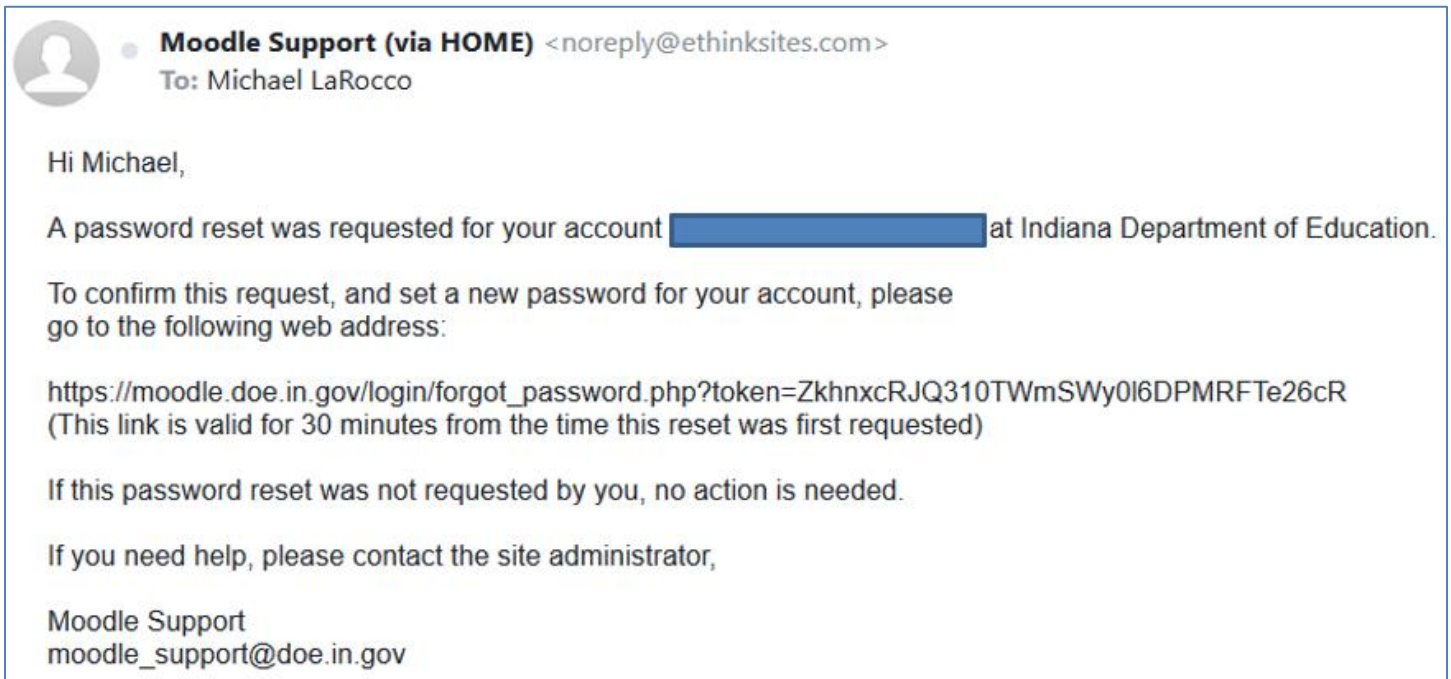 Moodle Support (via HOME) <noreply@ethinksites.com>
To: Michael LaRocco
Hi Michael,
A password reset was requested for your account at Indiana Department of Education.
To confirm this request, and set a new password for your account, please
go to the following web address:
https://moodle.doe.in.gov/login/forgot_password.php?token=ZkhnxcRJQ310TWmSWy0l6DPMRFTe26cR
(This link is valid for 30 minutes from the time this reset was first requested)
If this password reset was not requested by you, no action is needed.
If you need help, please contact the site administrator,
Moodle Support
moodle_support@doe.in.gov